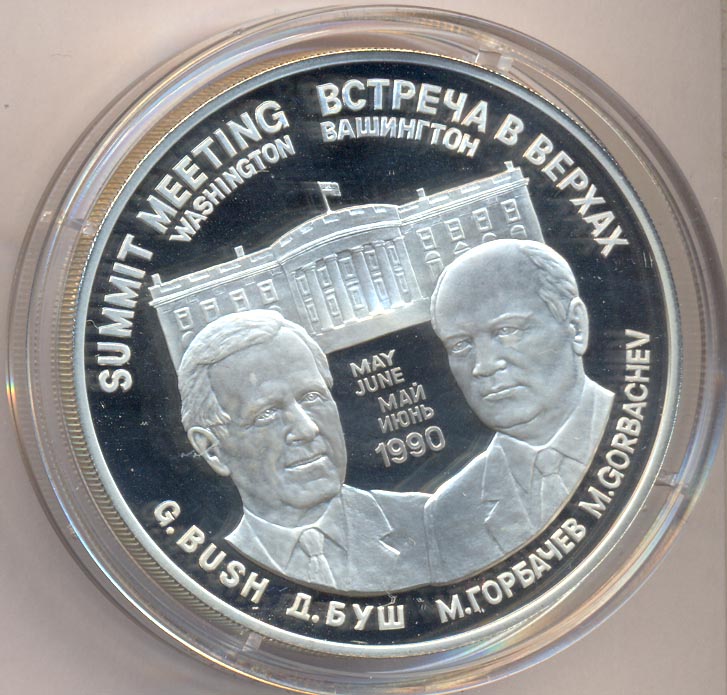 SUMMIT MEETING
WASHINGTON
ВСТРЕЧА В ВЕРХАХ
ВАШИНГТОН
MAY
JUNE
МАЙ
ИЮНЬ
1990
G. BUSH
Д. БУШ
М. ГОРБАЧЕВ
M. GORBACHEV